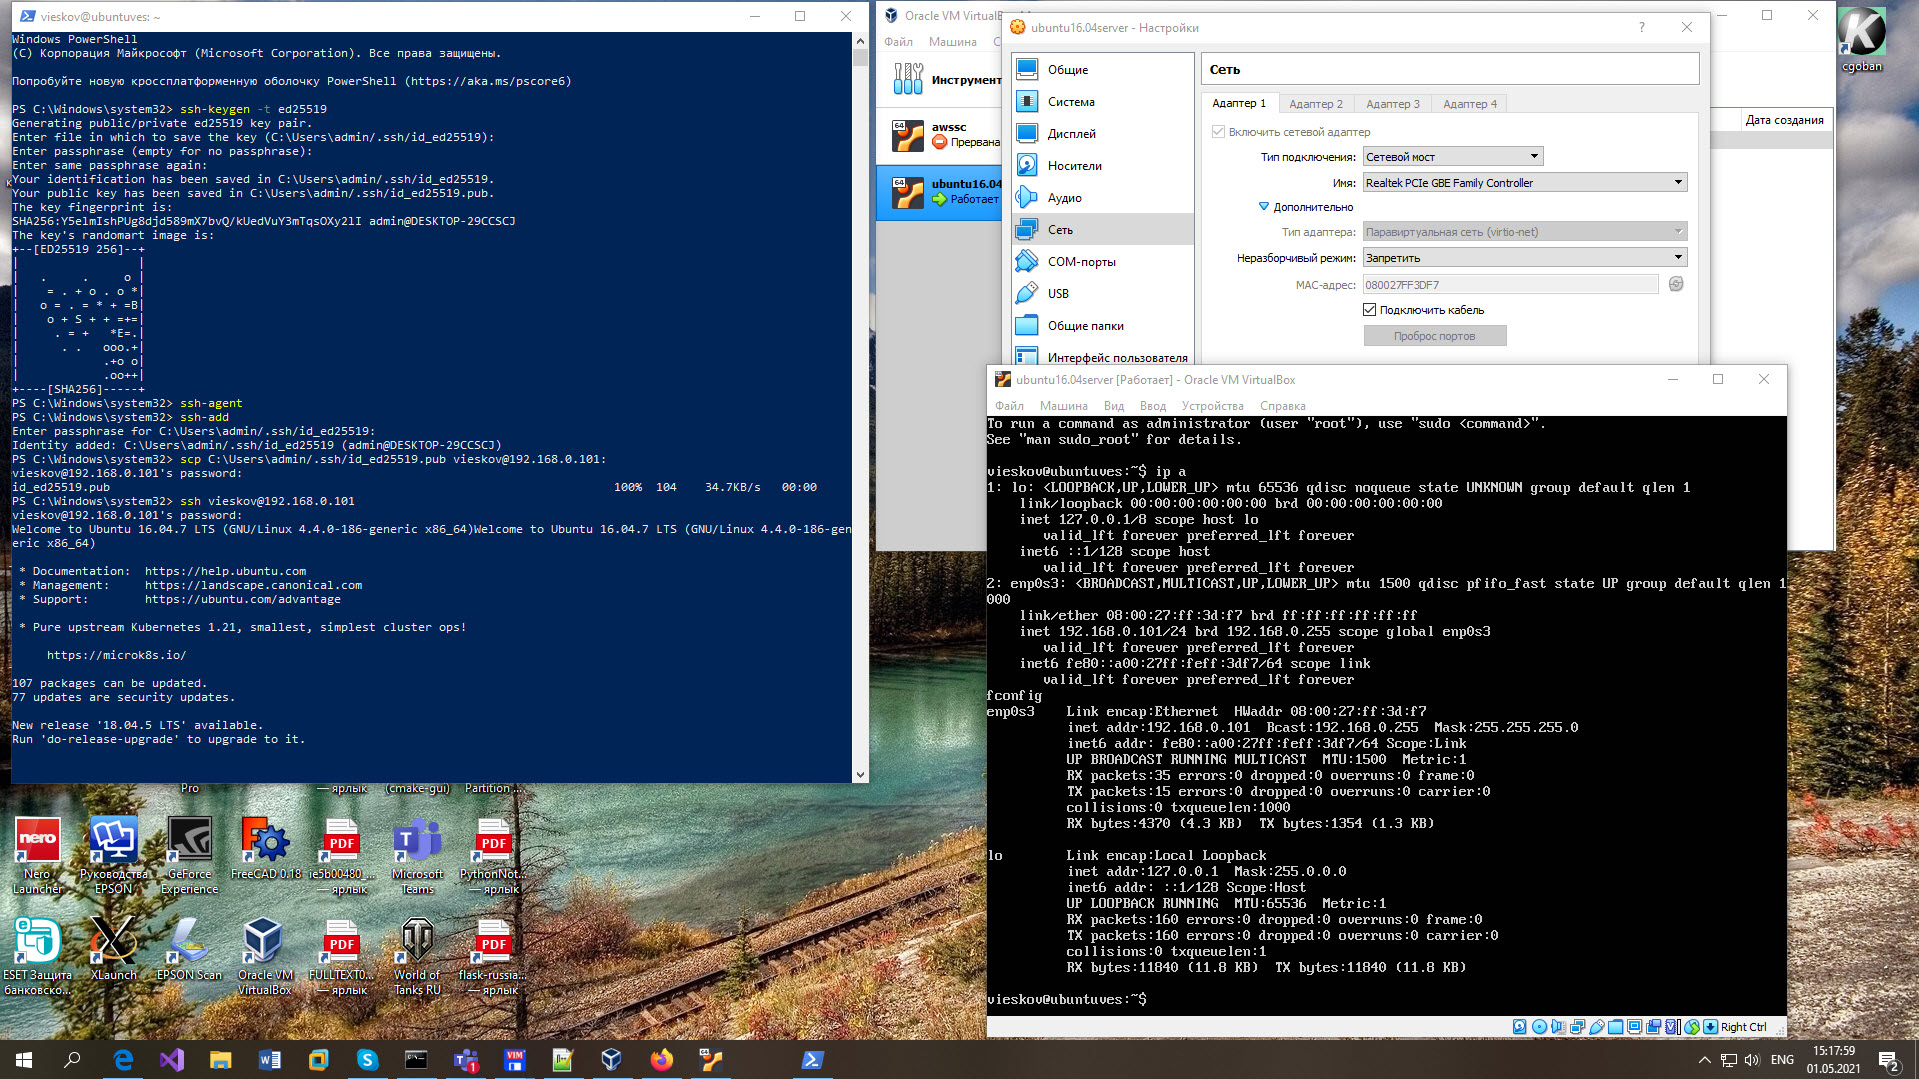 vieskov@ubuntuves: ~
Windows PowerShell
(C) Корпорация Майкрософт (Microsoft Corporation). Все права защищены.
Попробуйте новую кроссплатформенную оболочку PowerShell (https://aka.ms/pscore6)
PS C:\Windows\system32> ssh-keygen -t ed25519
Generating public/private ed25519 key pair.
Enter file in which to save the key (C:\Users\admin/.ssh/id_ed25519):
Enter passphrase (empty for no passphrase):
Enter same passphrase again:
Your identification has been saved in C:\Users\admin/.ssh/id_ed25519.
Your public key has been saved in C:\Users\admin/.ssh/id_ed25519.pub.
The key fingerprint is:
SHA256:Y5elmIshPUg8djd589mX7bvQ/kUedVuY3mTqsOXy2lI admin@DESKTOP-29CCSCJ
The key's randomart image is:
+--[ED25519 256]--+
|                 |
|   .     .     o |
|    = . + o . o *|
|   o = . = * + =B|
|    o + S + + =+=|
|     . = +   *E=.|
|      . .   ooo.+|
|            .+o o|
|            .oo++|
+----[SHA256]-----+
PS C:\Windows\system32> ssh-agent
PS C:\Windows\system32> ssh-add
Enter passphrase for C:\Users\admin/.ssh/id_ed25519:
Identity added: C:\Users\admin/.ssh/id_ed25519 (admin@DESKTOP-29CCSCJ)
PS C:\Windows\system32> scp C:\Users\admin/.ssh/id_ed25519.pub vieskov@192.168.0.101:
vieskov@192.168.0.101's password:
id_ed25519.pub 100% 104 34.7KB/s 00:00
PS C:\Windows\system32> ssh vieskov@192.168.0.101
vieskov@192.168.0.101's password:
Welcome to Ubuntu 16.04.7 LTS (GNU/Linux 4.4.0-186-generic x86_64)Welcome to Ubuntu 16.04.7 LTS (GNU/Linux 4.4.0-186-gen
eric x86_64)
* Documentation: https://help.ubuntu.com
* Management: https://landscape.canonical.com
* Support: https://ubuntu.com/advantage
* Pure upstream Kubernetes 1.21, smallest, simplest cluster ops!
https://microk8s.io/
107 packages can be updated.
77 updates are security updates.
New release '18.04.5 LTS' available.
Run 'do-release-upgrade' to upgrade to it.
Oracle VM VirtualB
Файл Машина С
Инструмент
64 awssc
Прервана
64 ubuntu16.04
Работает
Дата создания
ubuntu16.04server - Настройки
?
Общие
Система
Дисплей
Носители
Аудио
Сеть
COM-порты
USB
Общие папки
Интерфейс пользователя
Сеть
Адаптер 1 Адаптер 2 Адаптер 3 Адаптер 4
Включить сетевой адаптер
Тип подключения: Сетевой мост
Имя: Realtek PCIe GBE Family Controller
Дополнительно
Тип адаптера: Паравиртуальная сеть (virtio-net)
Неразборчивый режим: Запретить
MAC-адрес: 080027FF3DF7
Подключить кабель
Проброс портов
ubuntu16.04server [Работает] - Oracle VM VirtualBox
Файл Машина Вид Ввод Устройства Справка
To run a command as administrator (user "root"), use "sudo <command>".
See "man sudo_root" for details.
vieskov@ubuntuves:~$ ip a
1: lo: <LOOPBACK,UP,LOWER_UP> mtu 65536 qdisc noqueue state UNKNOWN group default qlen 1
link/loopback 00:00:00:00:00:00 brd 00:00:00:00:00:00
inet 127.0.0.1/8 scope host lo
valid_lft forever preferred_lft forever
inet6 ::1/128 scope host
valid_lft forever preferred_lft forever
2: enp0s3: <BROADCAST,MULTICAST,UP,LOWER_UP> mtu 1500 qdisc pfifo_fast state UP group default qlen 1
000
link/ether 08:00:27:ff:3d:f7 brd ff:ff:ff:ff:ff:ff
inet 192.168.0.101/24 brd 192.168.0.255 scope global enp0s3
valid_lft forever preferred_lft forever
inet6 fe80::a00:27ff:feff:3df7/64 scope link
valid_lft forever preferred_lft forever
fconfig
enp0s3 Link encap:Ethernet HWaddr 08:00:27:ff:3d:f7
inet addr:192.168.0.101 Bcast:192.168.0.255 Mask:255.255.255.0
inet6 addr: fe80::a00:27ff:feff:3df7/64 Scope:Link
UP BROADCAST RUNNING MULTICAST MTU:1500 Metric:1
RX packets:35 errors:0 dropped:0 overruns:0 frame:0
TX packets:15 errors:0 dropped:0 overruns:0 carrier:0
collisions:0 txqueuelen:1000
RX bytes:4370 (4.3 KB) TX bytes:1354 (1.3 KB)
lo Link encap:Local Loopback
inet addr:127.0.0.1 Mask:255.0.0.0
inet6 addr: ::1/128 Scope:Host
UP LOOPBACK RUNNING MTU:65536 Metric:1
RX packets:160 errors:0 dropped:0 overruns:0 frame:0
TX packets:160 errors:0 dropped:0 overruns:0 carrier:0
collisions:0 txqueuelen:1
RX bytes:11840 (11.8 KB) TX bytes:11840 (11.8 KB)
vieskov@ubuntuves:~$
Right Ctrl
cgoban
Pro — ярлык (cmake-gui) Partition ...
nero PDF PDF
Nero Launcher
Руководства EPSON
GeForce Experience
FreeCAD 0.18
ie5b00480_... — ярлык
Microsoft Teams
PythonNot... — ярлык
PDF PDF
ESET Защита банковско...
XLaunch
EPSON Scan
Oracle VM VirtualBox
FULLTEXT0... — ярлык
World of Tanks RU
flask-russia... — ярлык
ENG
15:17:59
01.05.2021
2